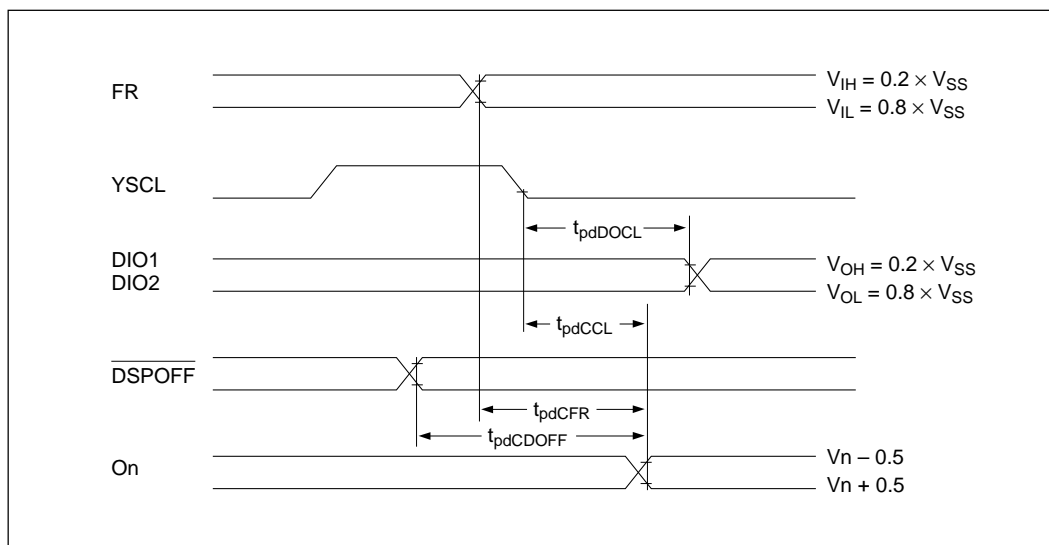 FR
V_IH = 0.2 × V_SS
V_IL = 0.8 × V_SS
YSCL
t_pdDOCL
DIO1
DIO2
V_OH = 0.2 × V_SS
V_OL = 0.8 × V_SS
t_pdCCL
DSPOFF
t_pdCFR
t_pdCDOFF
On
Vn – 0.5
Vn + 0.5